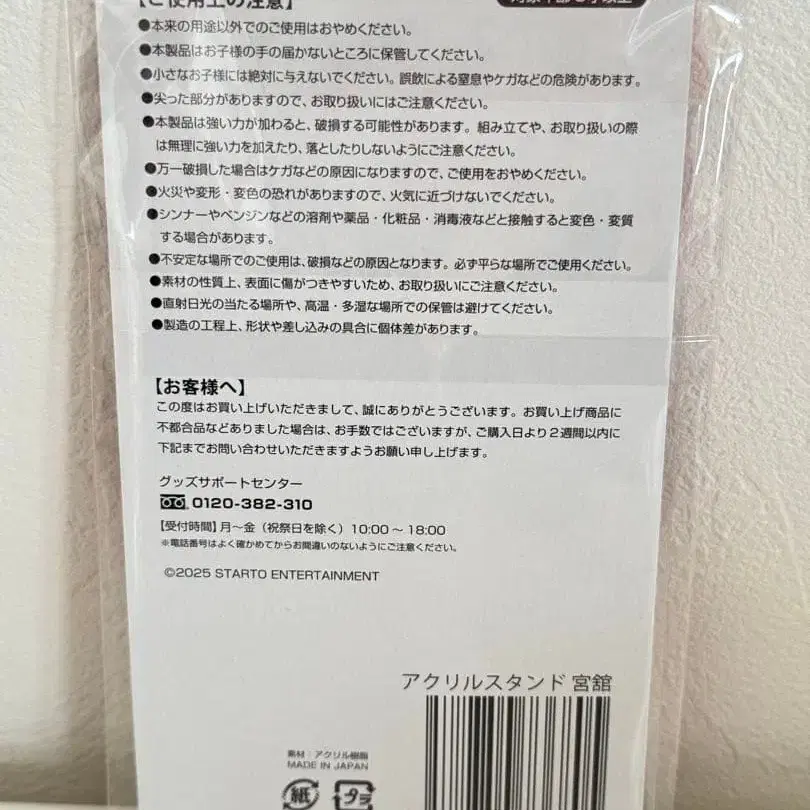 【ご使用上の注意】
●本来の用途以外でのご使用はおやめください。
●本製品はお子様の手の届かないところに保管してください。
●小さなお子様には絶対に与えないでください。誤飲による窒息やケガなどの危険があります。
●尖った部分がありますので、お取り扱いにはご注意ください。
●本製品は強い力が加わると、破損する可能性があります。組み立てや、お取り扱いの際
は無理に強い力を加えたり、落としたりしないようにご注意ください。
●万一破損した場合はケガなどの原因になりますので、ご使用をおやめください。
●火災や変形・変色の恐れがありますので、火気に近づけないでください。
●シンナーやベンジンなどの溶剤や薬品・化粧品・消毒液などと接触すると変色・変質
する場合があります。
●不安定な場所でのご使用は、破損などの原因となります。必ず平らな場所でご使用ください。
●素材の性質上、表面に傷がつきやすいため、お取り扱いにご注意ください。
●直射日光の当たる場所や、高温・多湿な場所での保管は避けてください。
●製造の工程上、形状や差し込みの具合に個体差があります。
【お客様へ】
この度はお買い上げいただきまして、誠にありがとうございます。お買い上げ商品に
不都合品などありました場合は、お手数ではございますが、ご購入日より2週間以内に
下記までお問い合わせいただきますようお願い申し上げます。
グッズサポートセンター
0120-382-310
【受付時間】月～金（祝祭日を除く）10:00～18:00
※電話番号はよく確かめてからお間違いのないようにご注意ください。
©2025 STARTO ENTERTAINMENT
アクリルスタンド 宮舘
素材：アクリル樹脂
MADE IN JAPAN
紙
プラ